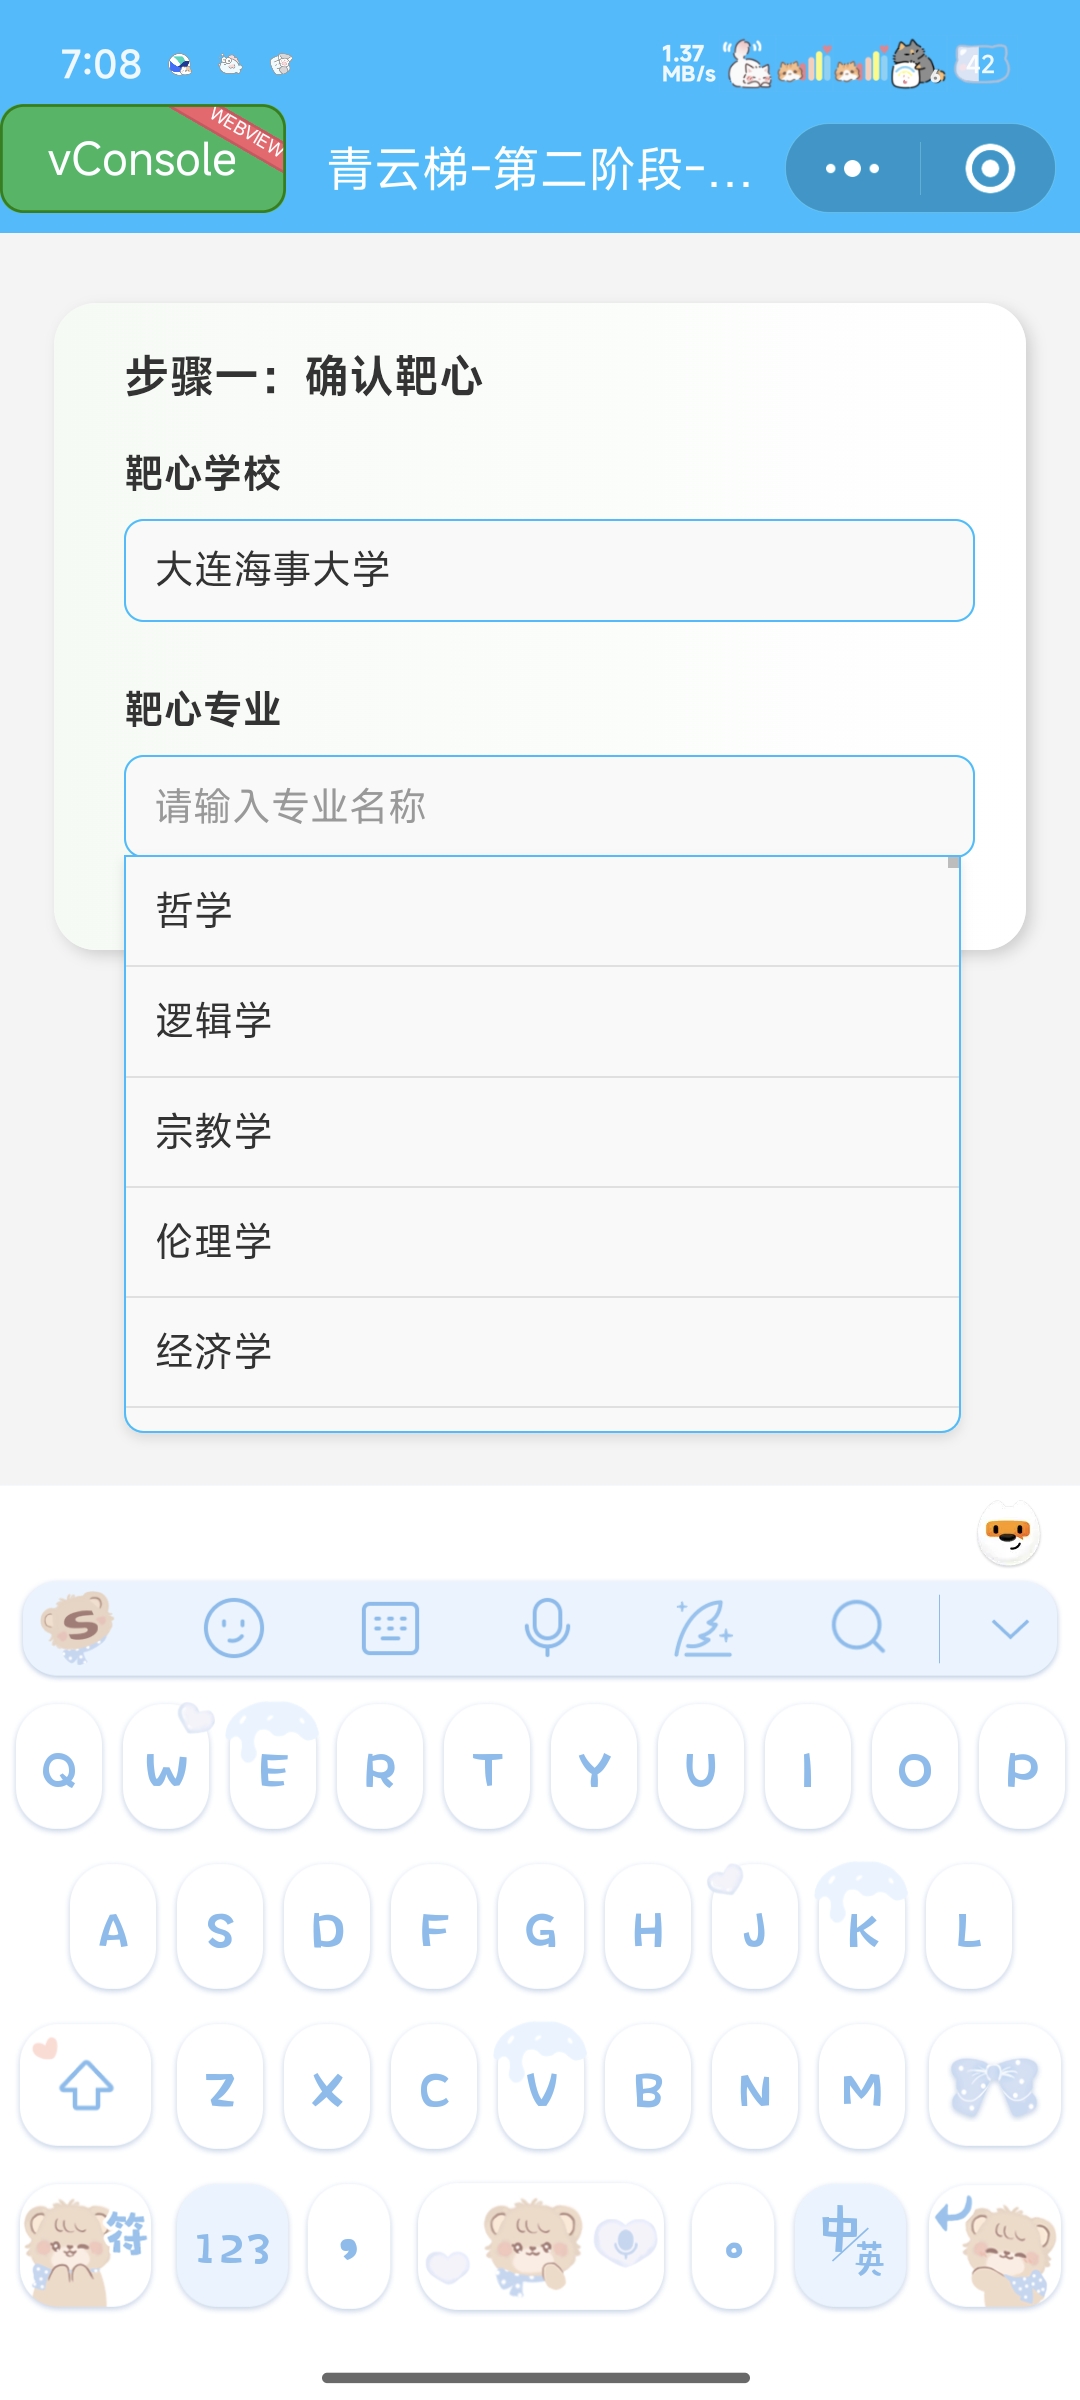 7:08
1.37
MB/s
42
vConsole
WEBVIEW
青云梯-第二阶段-...
步骤一：确认靶心
靶心学校
大连海事大学
靶心专业
请输入专业名称
哲学
逻辑学
宗教学
伦理学
经济学
S
Q W E R T Y U I O P
A S D F G H J K L
Z X C V B N M
符 123 , 。 中/英